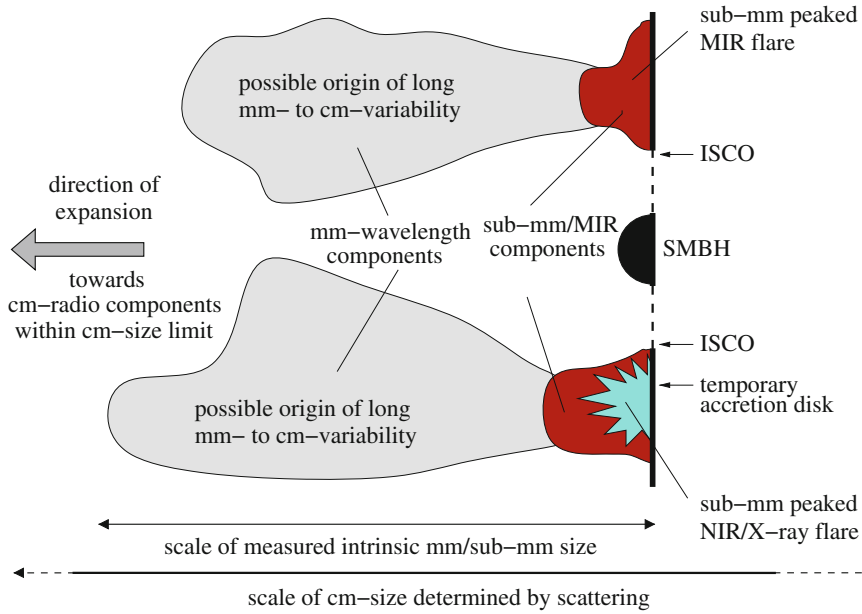 sub−mm peaked
MIR flare
possible origin of long
mm− to cm−variability
ISCO
direction of
expansion
mm−wavelength
components
sub−mm/MIR
components
SMBH
towards
cm−radio components
within cm−size limit
ISCO
temporary
accretion disk
possible origin of long
mm− to cm−variability
sub−mm peaked
NIR/X−ray flare
scale of measured intrinsic mm/sub−mm size
scale of cm−size determined by scattering